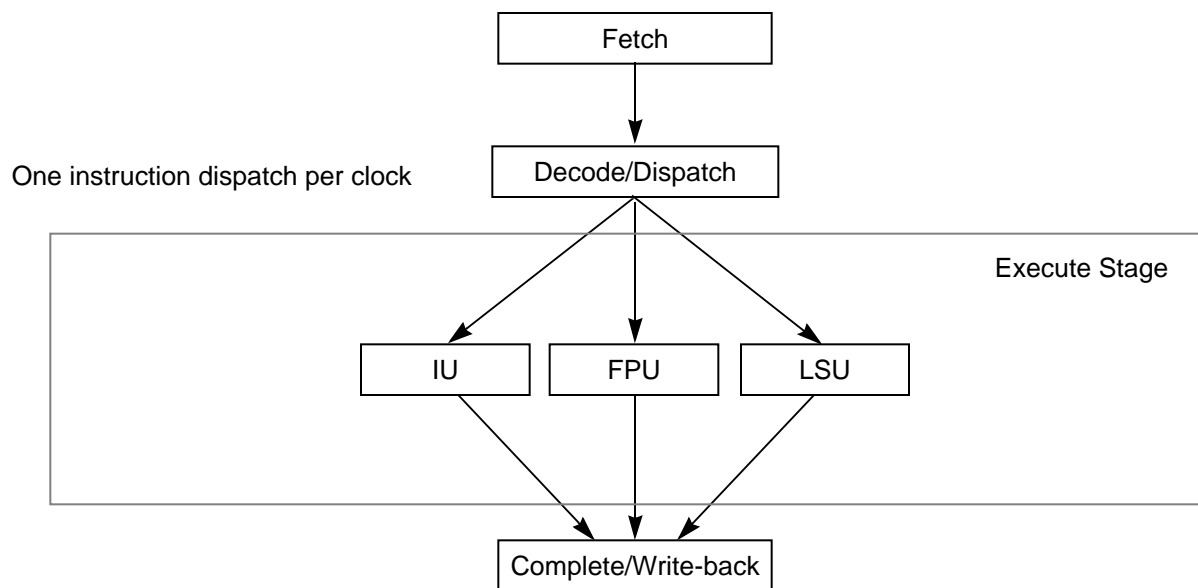 Fetch
Decode/Dispatch
One instruction dispatch per clock
Execute Stage
IU
FPU
LSU
Complete/Write-back